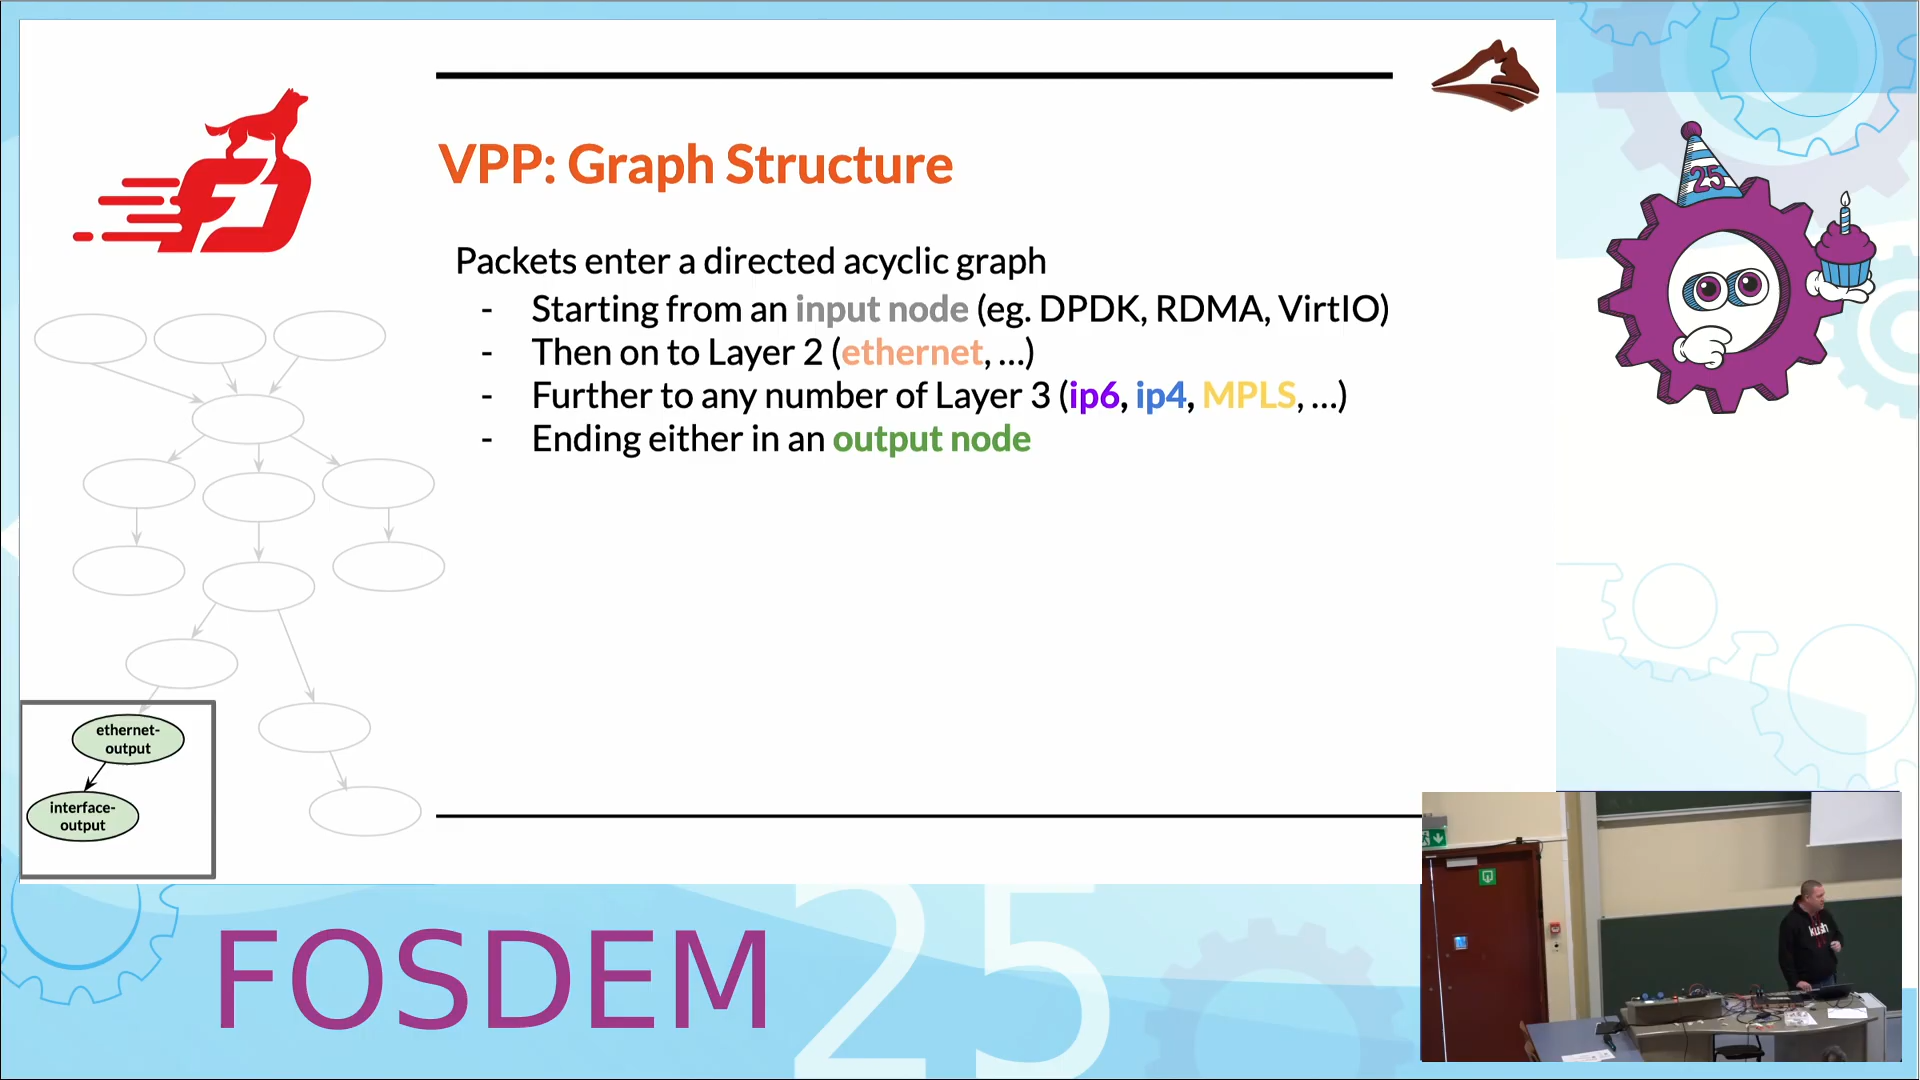 VPP: Graph Structure
25
Packets enter a directed acyclic graph
- Starting from an input node (eg. DPDK, RDMA, VirtIO)
- Then on to Layer 2 (ethernet, ...)
- Further to any number of Layer 3 (ip6, ip4, MPLS, ...)
- Ending either in an output node
ethernet-
output
interface-
output
FOSDEM 25